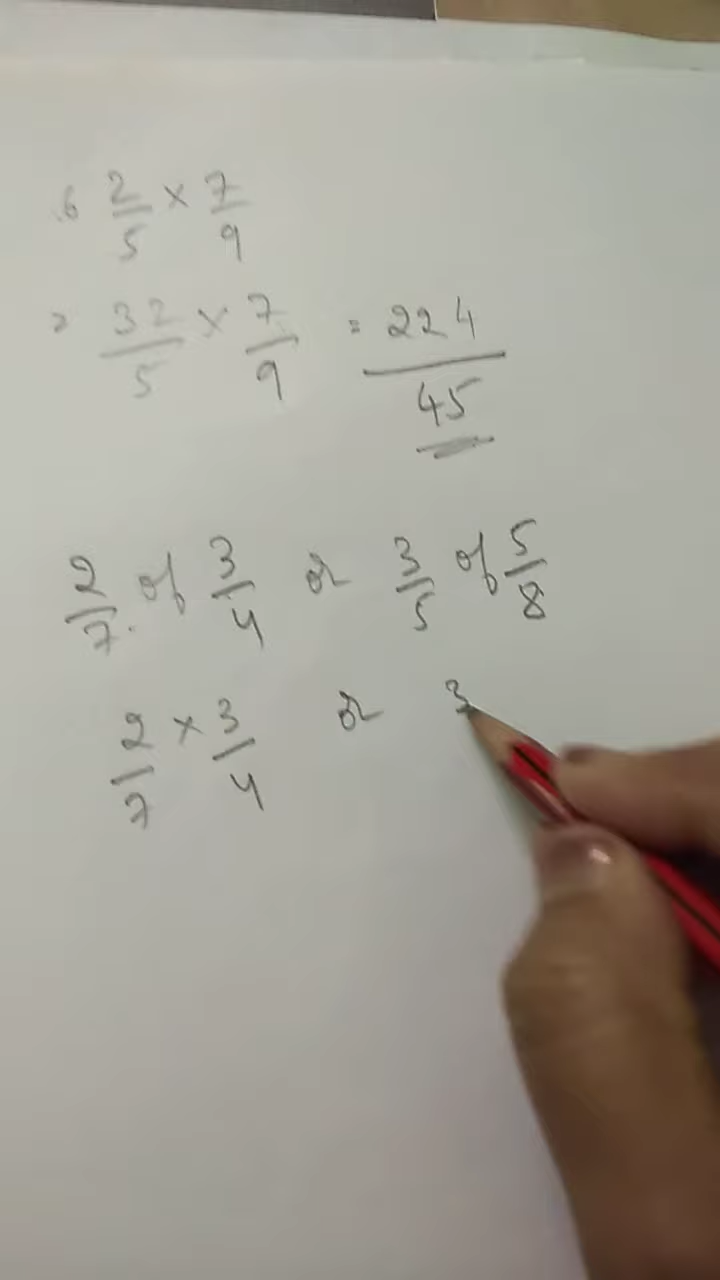 6 2/5 × 7/9
= 32/5 × 7/9 = 224/45
2/7 of 3/4 or 3/5 of 5/8
2/7 × 3/4 or 3